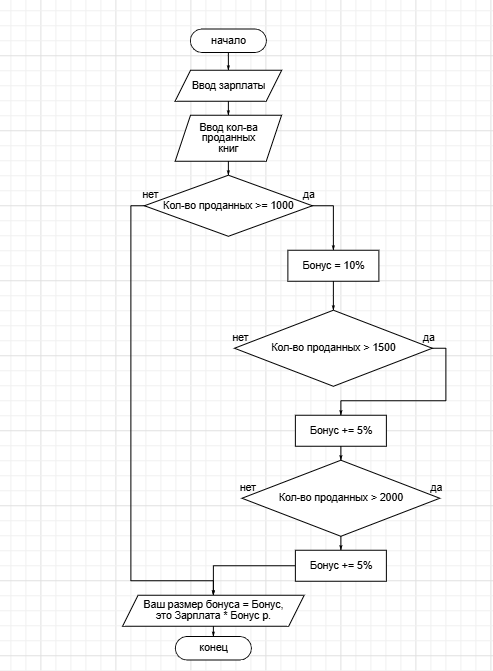 начало
Ввод зарплаты
Ввод кол-ва
проданных
книг
нет
да
Кол-во проданных >= 1000
Бонус = 10%
нет
да
Кол-во проданных > 1500
Бонус += 5%
нет
да
Кол-во проданных > 2000
Бонус += 5%
Ваш размер бонуса = Бонус,
это Зарплата * Бонус р.
конец